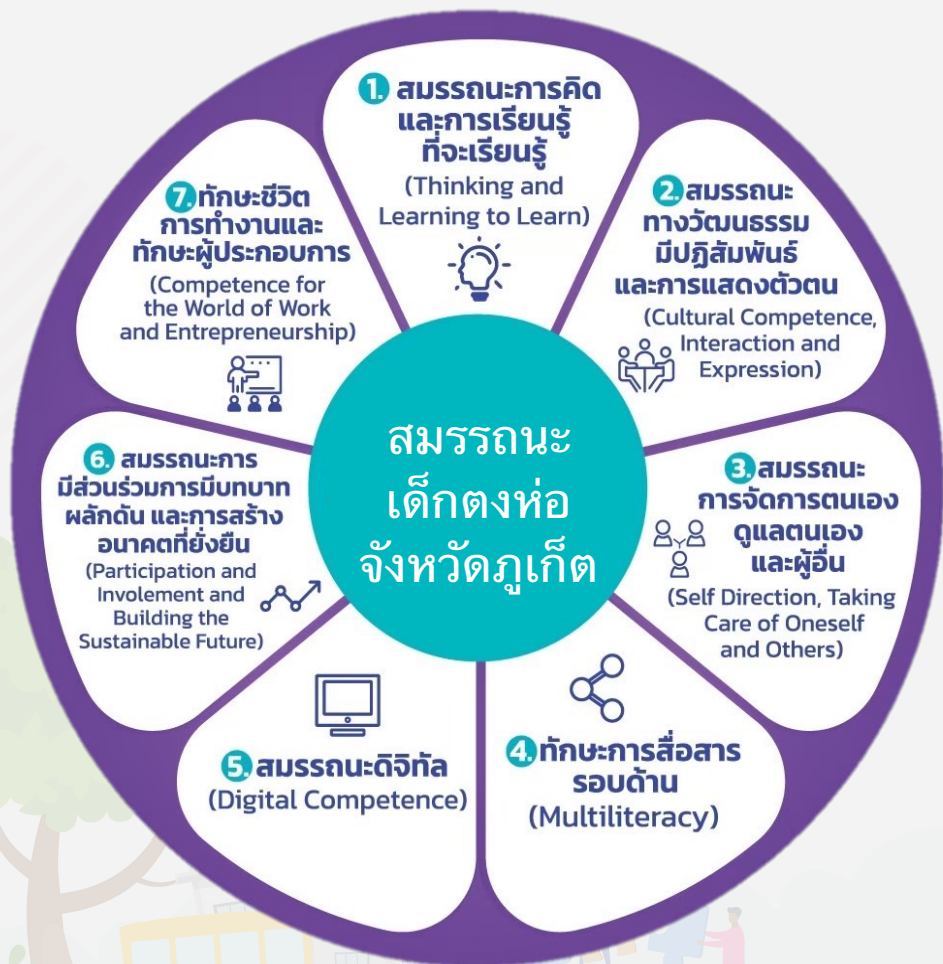 1. สมรรถนะการคิด
และการเรียนรู้
ที่จะเรียนรู้
(Thinking and
Learning to Learn)
2. สมรรถนะ
ทางวัฒนธรรม
มีปฏิสัมพันธ์
และการแสดงตัวตน
(Cultural Competence,
Interaction and
Expression)
3. สมรรถนะ
การจัดการตนเอง
ดูแลตนเอง
และผู้อื่น
(Self Direction, Taking
Care of Oneself
and Others)
4. ทักษะการสื่อสาร
รอบด้าน
(Multiliteracy)
5. สมรรถนะดิจิทัล
(Digital Competence)
6. สมรรถนะการ
มีส่วนร่วมการมีบทบาท
ผลักดัน และการสร้าง
อนาคตที่ยั่งยืน
(Participation and
Involement and
Building the
Sustainable Future)
7. ทักษะชีวิต
การทำงานและ
ทักษะผู้ประกอบการ
(Competence for
the World of Work
and Entrepreneurship)
สมรรถนะ
เด็กตงห่อ
จังหวัดภูเก็ต